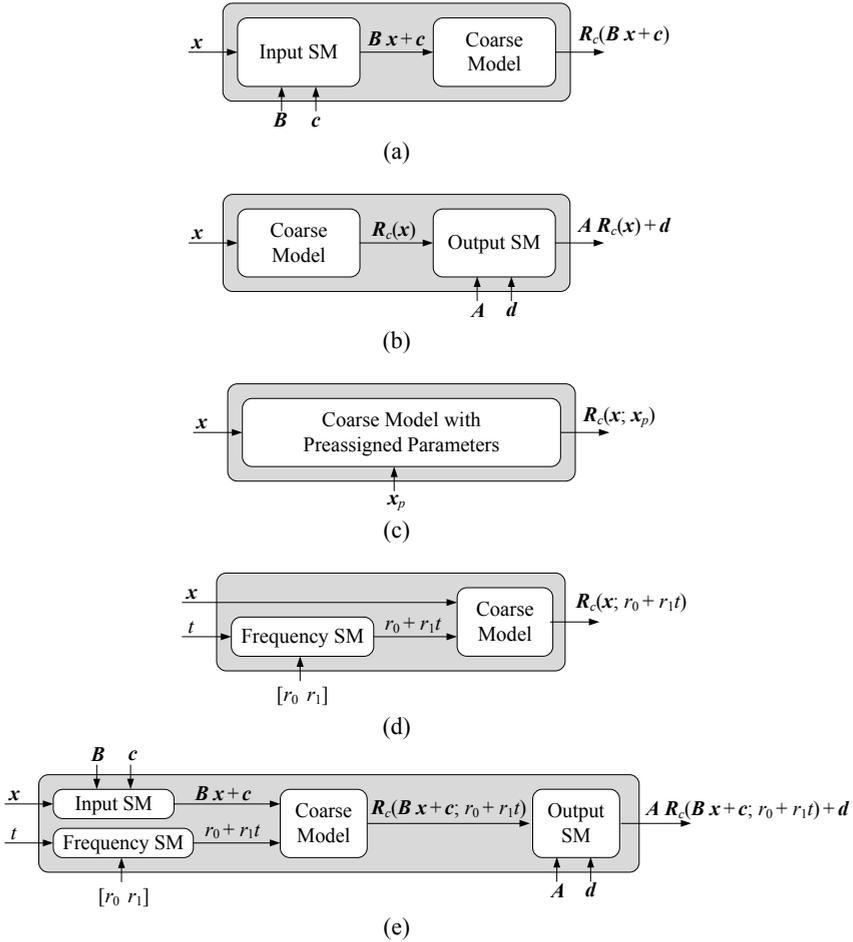 x
Input SM
B x+c
Coarse
Model
R_c(B x+c)
B
c
(a)
x
Coarse
Model
R_c(x)
Output SM
A R_c(x)+d
A
d
(b)
x
Coarse Model with
Preassigned Parameters
R_c(x; x_p)
x_p
(c)
x
t
Frequency SM
r_0+r_1t
Coarse
Model
R_c(x; r_0+r_1t)
[r_0 r_1]
(d)
B
c
x
Input SM
B x+c
t
Frequency SM
r_0+r_1t
Coarse
Model
R_c(B x+c; r_0+r_1t)
Output
SM
A R_c(B x+c; r_0+r_1t)+d
[r_0 r_1]
A
d
(e)